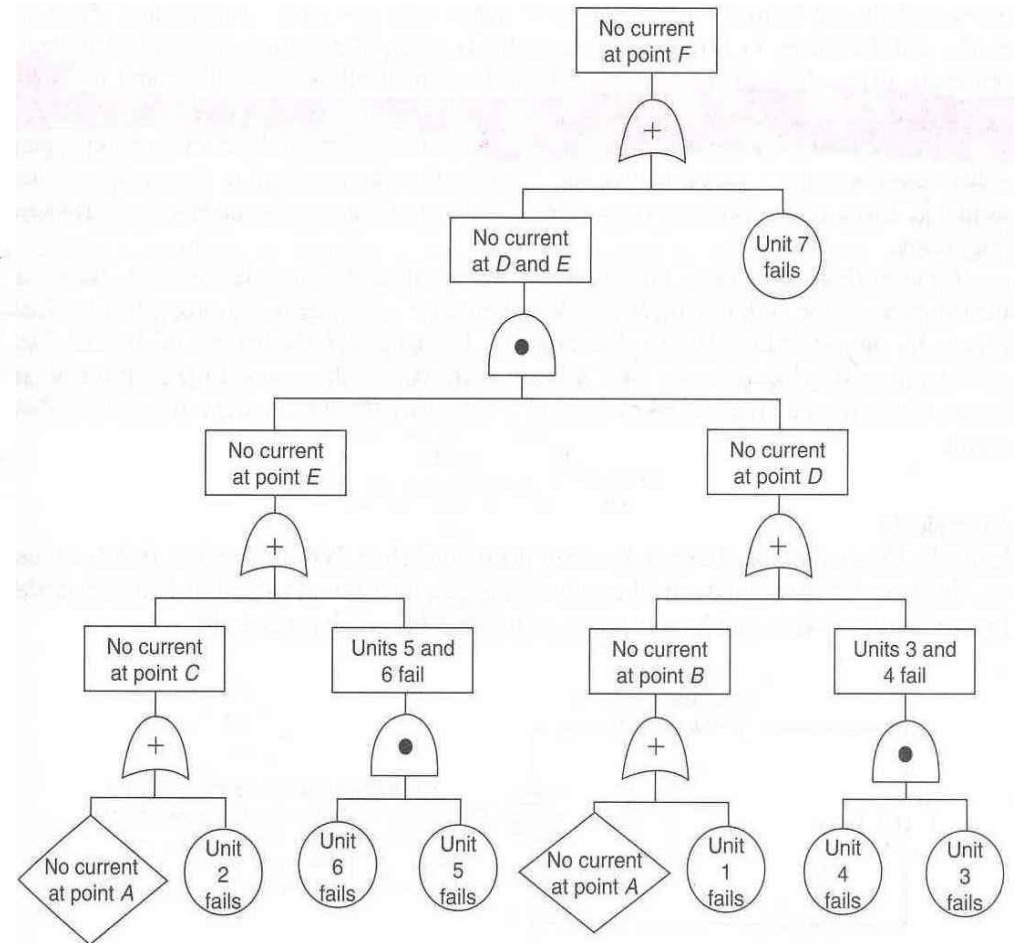 No current
at point F
+
No current
at D and E
Unit 7
fails
No current
at point E
No current
at point D
+
+
No current
at point C
Units 5 and
6 fail
No current
at point B
Units 3 and
4 fail
+
+
No current
at point A
Unit
2
fails
Unit
6
fails
Unit
5
fails
No current
at point A
Unit
1
fails
Unit
4
fails
Unit
3
fails